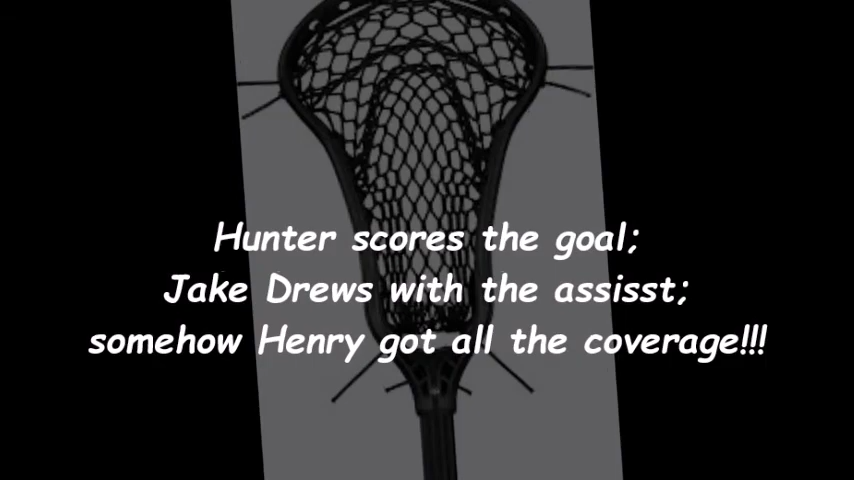 Hunter scores the goal;
Jake Drews with the assisst;
somehow Henry got all the coverage!!!